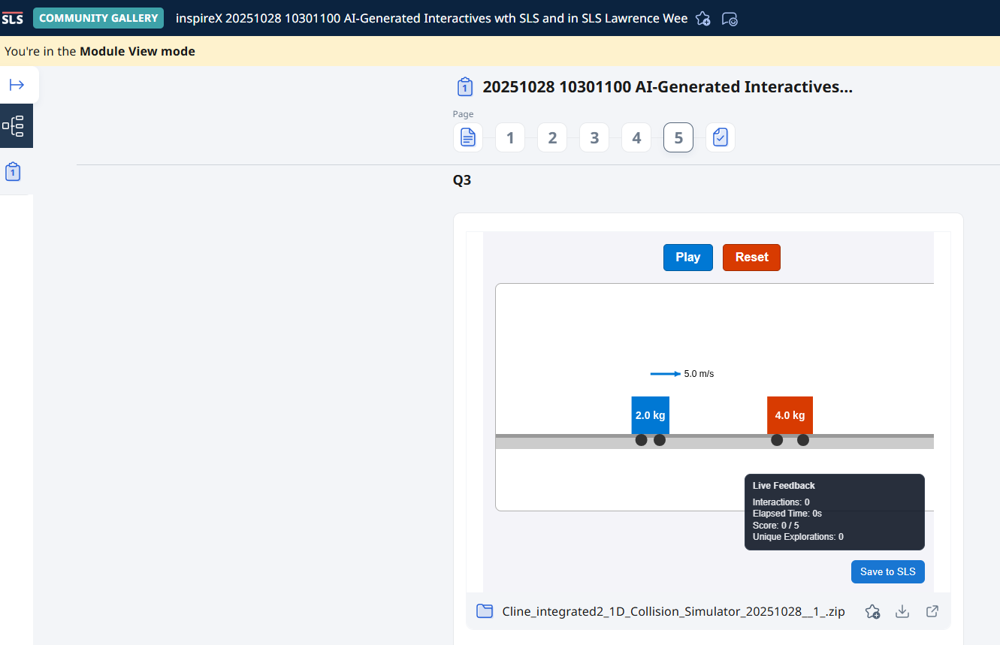 SLS COMMUNITY GALLERY inspireX 20251028 10301100 AI-Generated Interactives wth SLS and in SLS Lawrence Wee
You're in the Module View mode
1 20251028 10301100 AI-Generated Interactives...
Page
1 2 3 4 5
1
Q3
Play Reset
5.0 m/s
2.0 kg 4.0 kg
Live Feedback
Interactions: 0
Elapsed Time: 0s
Score: 0 / 5
Unique Explorations: 0
Save to SLS
Cline_integrated2_1D_Collision_Simulator_20251028__1_.zip